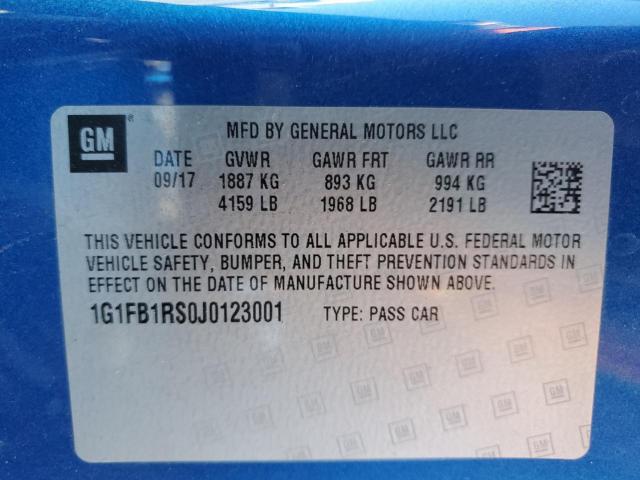 GM®
MFD BY GENERAL MOTORS LLC
DATE GVWR GAWR FRT GAWR RR
09/17 1887 KG 893 KG 994 KG
4159 LB 1968 LB 2191 LB
THIS VEHICLE CONFORMS TO ALL APPLICABLE U.S. FEDERAL MOTOR
VEHICLE SAFETY, BUMPER, AND THEFT PREVENTION STANDARDS IN
EFFECT ON THE DATE OF MANUFACTURE SHOWN ABOVE.
1G1FB1RS0J0123001 TYPE: PASS CAR